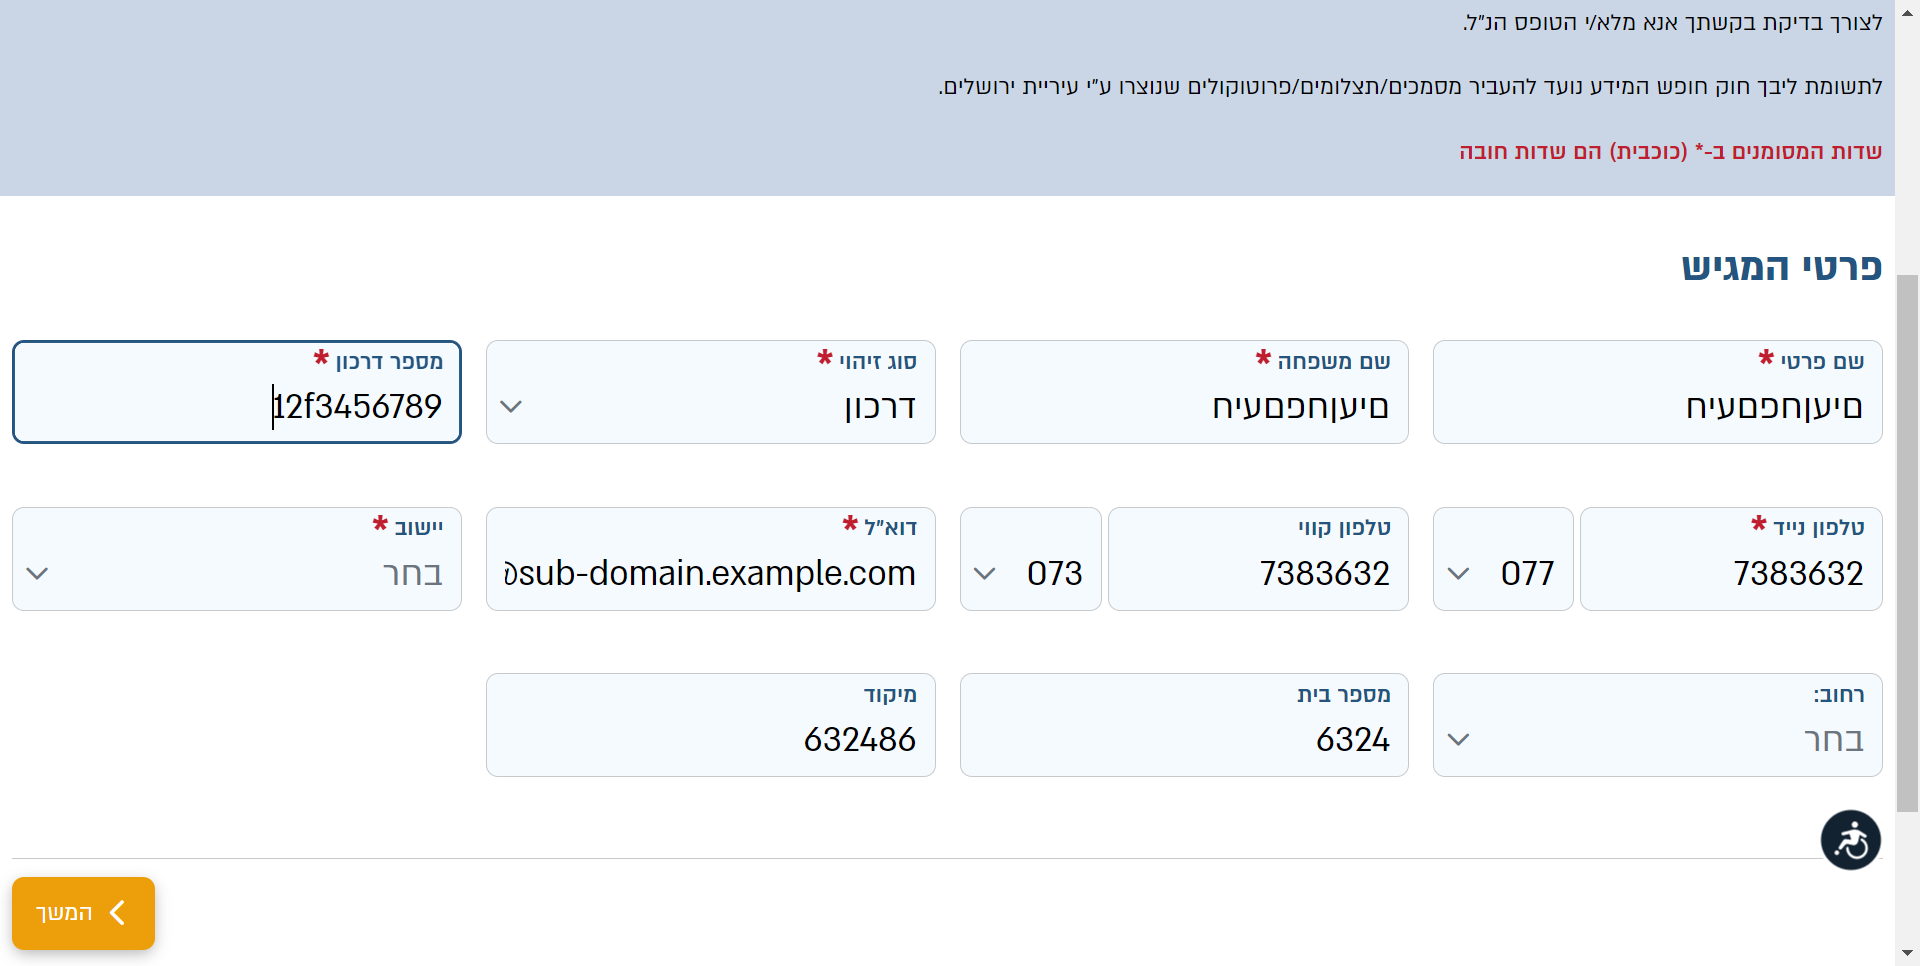 לצורך בדיקת בקשתך אנא מלא/י הטופס הנ"ל.
לתשומת ליבך חוק חופש המידע נועד להעביר מסמכים/תצלומים/פרוטוקולים שנוצרו ע"י עיריית ירושלים.
שדות המסומנים ב-* (כוכבית) הם שדות חובה
פרטי המגיש
שם פרטי *
םיעןחפםעיח
שם משפחה *
םיעןחפםעיח
סוג זיהוי *
דרכון
מספר דרכון *
12f3456789
טלפון נייד *
7383632
077
טלפון קווי
7383632
073
דוא"ל *
@sub-domain.example.com
יישוב *
בחר
רחוב:
בחר
מספר בית
6324
מיקוד
632486
המשך